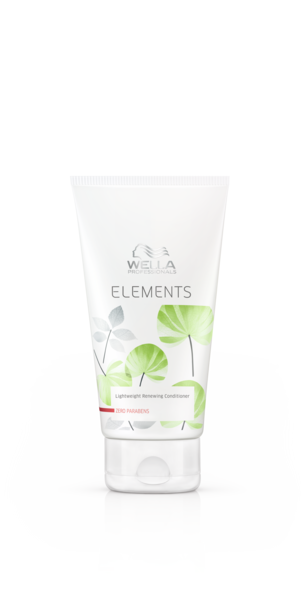 WELLA
PROFESSIONALS
ELEMENTS
Lightweight Renewing Conditioner
ZERO PARABENS